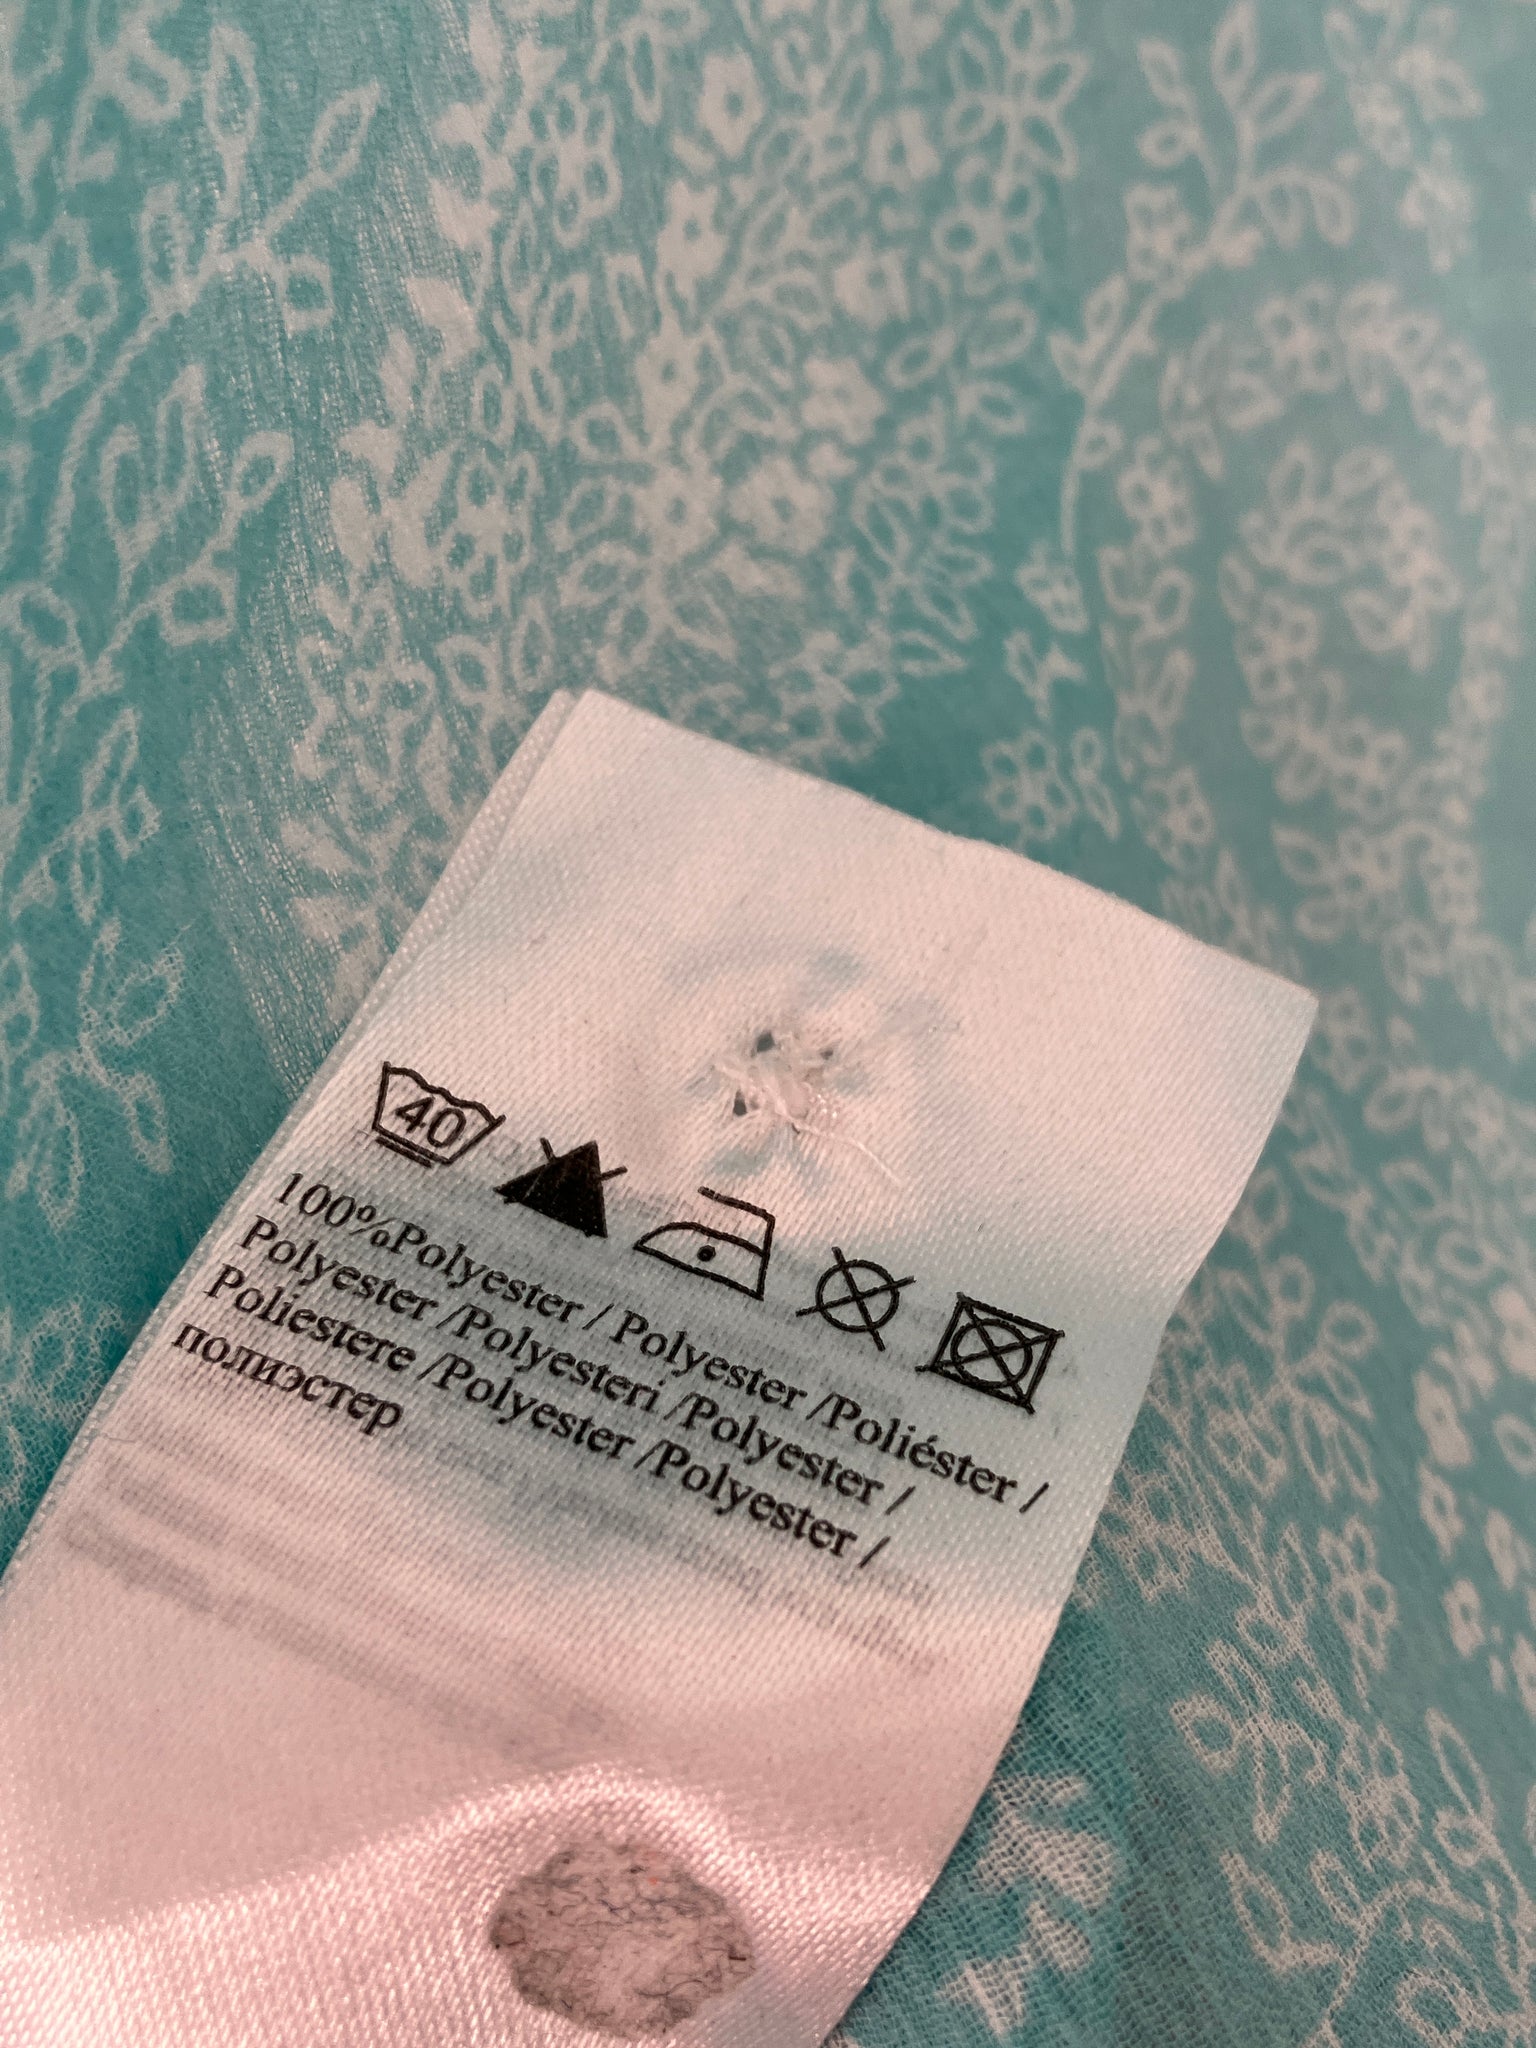 40
100%Polyester / Polyester /Poliéster /
Polyester /Polyesteri /Polyester /
Poliestere /Polyester /Polyester /
полиэстер